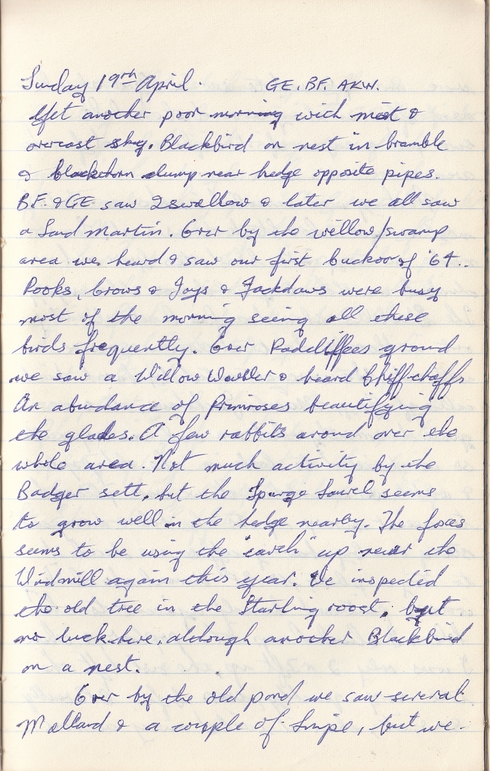 Sunday 19th April. GE. BF. AKW.
Yet another poor morning with mist &
overcast sky. Blackbird on nest in bramble
& blackthorn clump near hedge opposite pipes.
BF. & GE saw 2 swallow & later we all saw
a Sand Martin. Over by the willow/swamp
area we heard & saw our first cuckoo of '64.
Rooks, Crows & Jays & Jackdaws were busy
most of the morning seeing all these
birds frequently. Over Radcliffes ground
we saw a Willow Warbler & heard Chiffchaffs
An abundance of Primroses beautifying
the glades. A few rabbits around over the
whole area. Not much activity by the
Badger sett, but the Spurge Laurel seems
to grow well in the hedge nearby. The foxes
seems to be using the "earth" up near the
Windmill again this year. We inspected
the old tree in the Starling roost, but
no luck here, although another Blackbird
on a nest.
Over by the old pond we saw several
Mallard & a couple of Snipe, but we